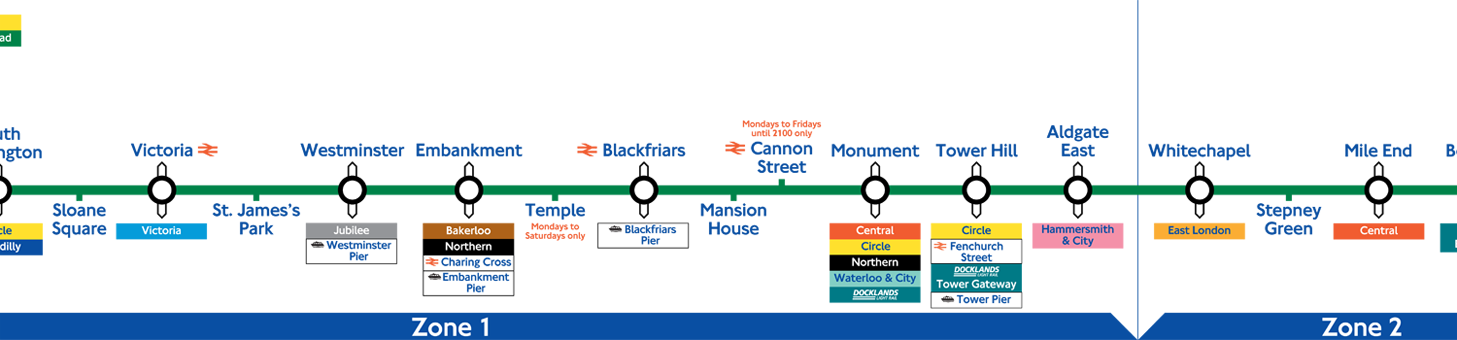 ad
uth
ngton
cle
dilly
Sloane
Square
Victoria
Victoria
St. James's
Park
Westminster
Jubilee
Westminster
Pier
Embankment
Bakerloo
Northern
Charing Cross
Embankment
Pier
Temple
Mondays to
Saturdays only
Blackfriars
Blackfriars
Pier
Mansion
House
Mondays to Fridays
until 2100 only
Cannon
Street
Monument
Central
Circle
Northern
Waterloo & City
DOCKLANDS
LIGHT RAIL
Tower Hill
Circle
Fenchurch
Street
DOCKLANDS
LIGHT RAIL
Tower Gateway
Tower Pier
Aldgate
East
Hammersmith
& City
Whitechapel
East London
Stepney
Green
Mile End
Central
Zone 1
Zone 2